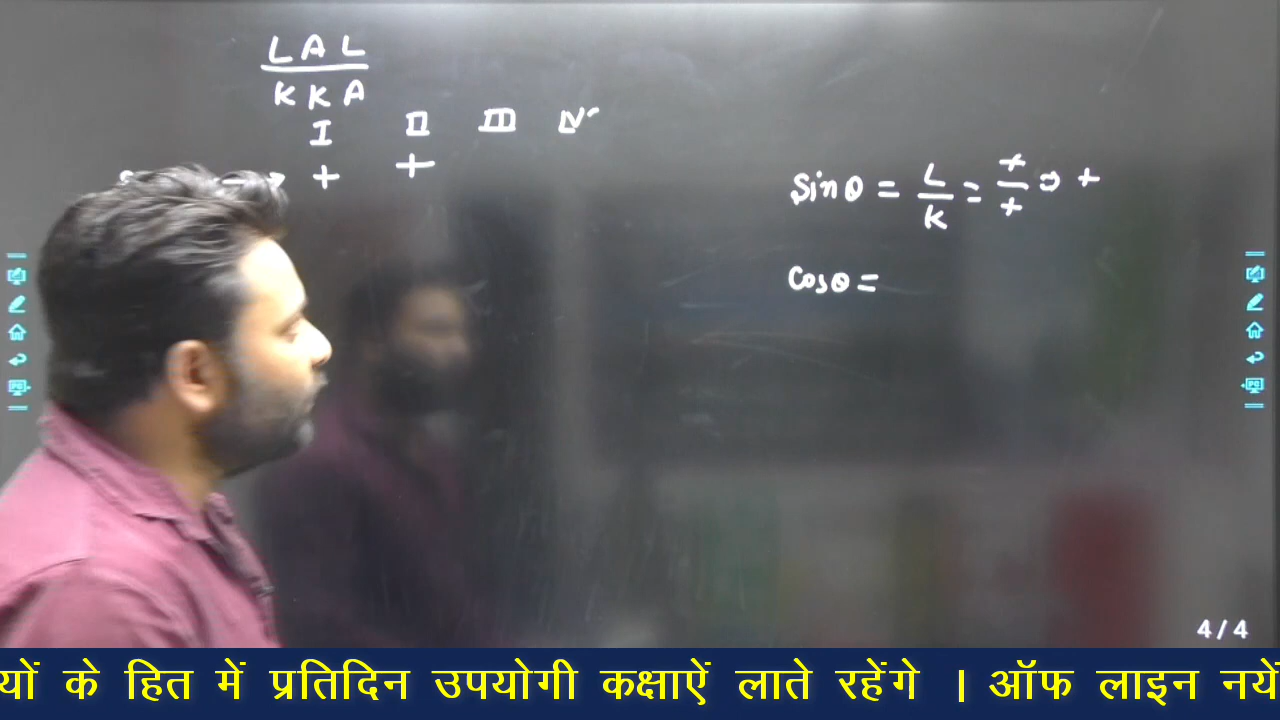 LAL
KKA
I II III IV
+ +
Sinθ = L/K = +/+ ⇒ +
Cosθ =
4/4
यों के हित में प्रतिदिन उपयोगी कक्षाऐं लाते रहेंगे । ऑफ लाइन नयें